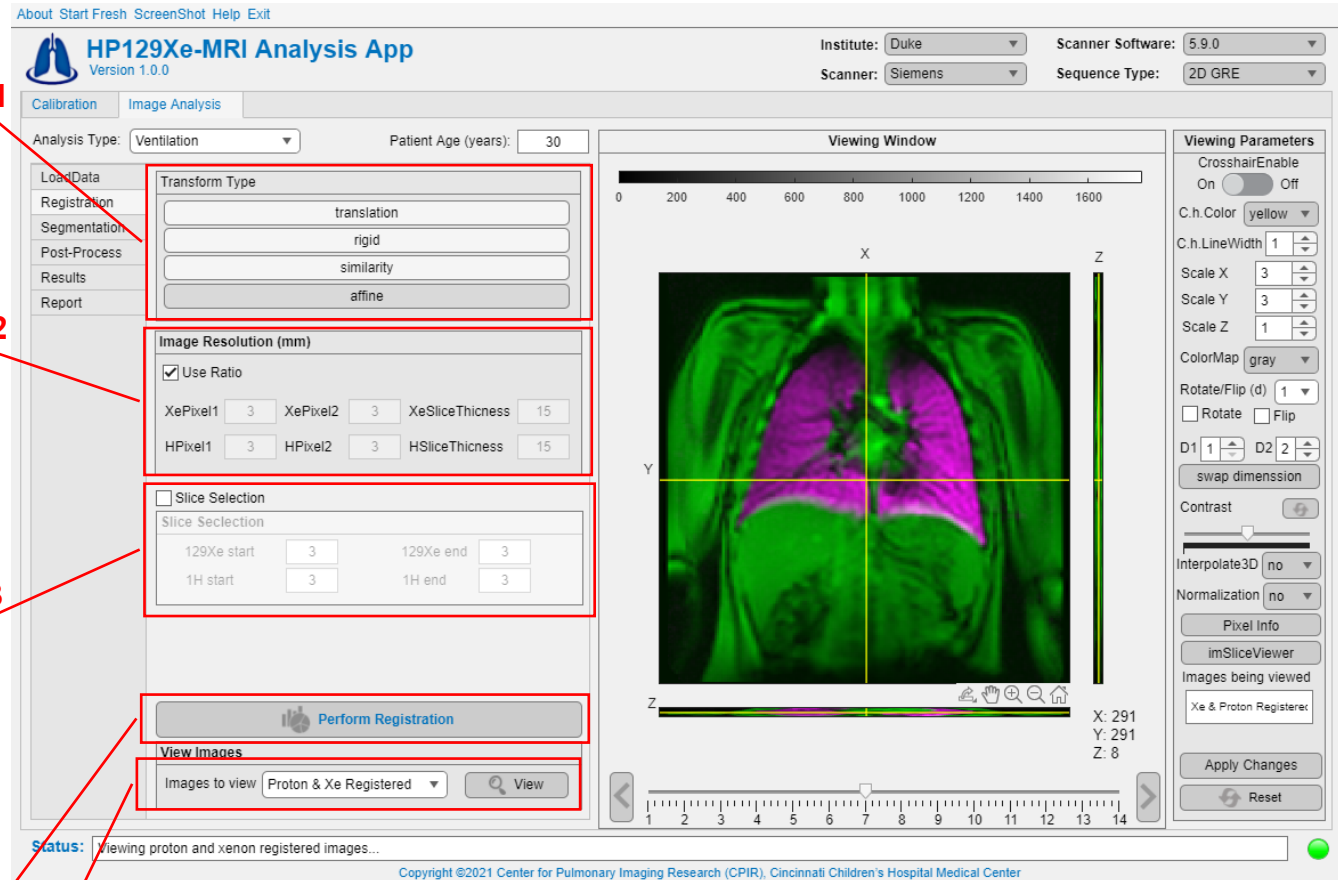 About Start Fresh ScreenShot Help Exit
HP129Xe-MRI Analysis App
Version 1.0.0
Institute: Duke
Scanner Software: 5.9.0
Scanner: Siemens
Sequence Type: 2D GRE
Calibration Image Analysis
Analysis Type: Ventilation
Patient Age (years): 30
LoadData
Registration
Segmentation
Post-Process
Results
Report
1
Transform Type
translation
rigid
similarity
affine
2
Image Resolution (mm)
Use Ratio
XePixel1 3 XePixel2 3 XeSliceThicness 15
HPixel1 3 HPixel2 3 HSliceThicness 15
3
Slice Selection
Slice Seclection
129Xe start 3 129Xe end 3
1H start 3 1H end 3
Perform Registration
View Images
Images to view Proton & Xe Registered View
Viewing Window
0 200 400 600 800 1000 1200 1400 1600
X
Z
Y
Z
X: 291
Y: 291
Z: 8
1 2 3 4 5 6 7 8 9 10 11 12 13 14
Viewing Parameters
CrosshairEnable
On Off
C.h.Color yellow
C.h.LineWidth 1
Scale X 3
Scale Y 3
Scale Z 1
ColorMap gray
Rotate/Flip (d) 1
Rotate Flip
D1 1 D2 2
swap dimenssion
Contrast
Interpolate3D no
Normalization no
Pixel Info
imSliceViewer
Images being viewed
Xe & Proton Registerec
Apply Changes
Reset
Status: Viewing proton and xenon registered images...
Copyright ©2021 Center for Pulmonary Imaging Research (CPIR), Cincinnati Children's Hospital Medical Center